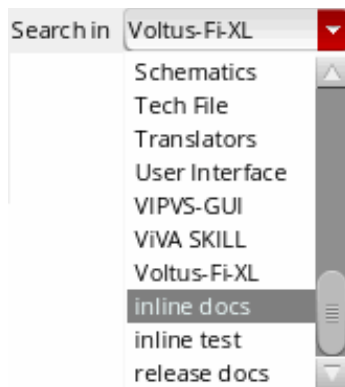 Search in Voltus-Fi-XL
Schematics
Tech File
Translators
User Interface
VIPVS-GUI
ViVA SKILL
Voltus-Fi-XL
inline docs
inline test
release docs